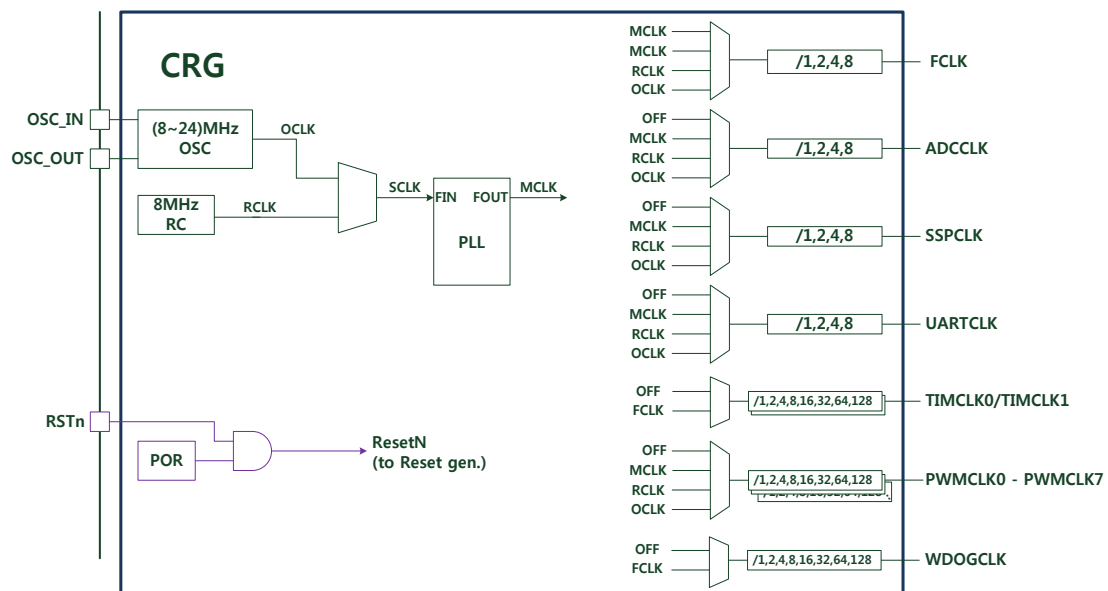 CRG
OSC_IN
OSC_OUT
(8~24)MHz
OSC
OCLK
8MHz
RC
RCLK
SCLK
FIN FOUT
PLL
MCLK
RSTn
POR
ResetN
(to Reset gen.)
MCLK
MCLK
RCLK
OCLK
/1,2,4,8
FCLK
OFF
MCLK
RCLK
OCLK
/1,2,4,8
ADCCLK
OFF
MCLK
RCLK
OCLK
/1,2,4,8
SSPCLK
OFF
MCLK
RCLK
OCLK
/1,2,4,8
UARTCLK
OFF
FCLK
/1,2,4,8,16,32,64,128
TIMCLK0/TIMCLK1
OFF
MCLK
RCLK
OCLK
/1,2,4,8,16,32,64,128
PWMCLK0 - PWMCLK7
OFF
FCLK
/1,2,4,8,16,32,64,128
WDOGCLK